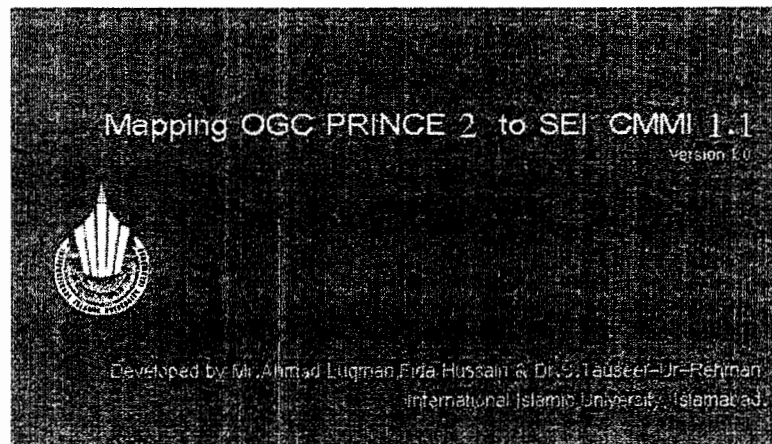 Mapping OGC PRINCE 2 to SEI CMMI 1.1
Version 1.0
Developed by Mr.Ahmad Luqman,Fida Hussain & Dr.S.Tauseef-Ur-Rehman
International Islamic University, Islamabad.